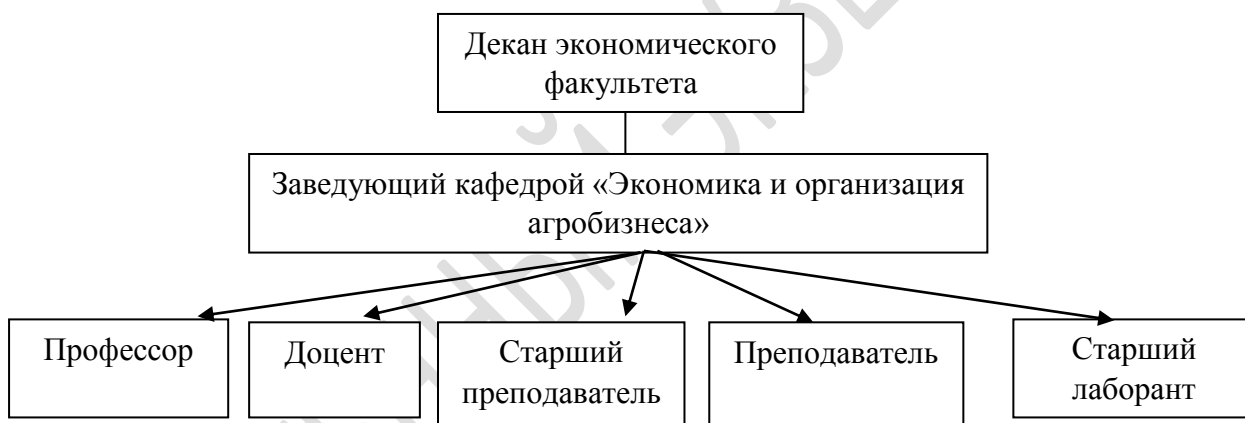 Декан экономического
факультета
Заведующий кафедрой «Экономика и организация
агробизнеса»
Профессор
Доцент
Старший
преподаватель
Преподаватель
Старший
лаборант